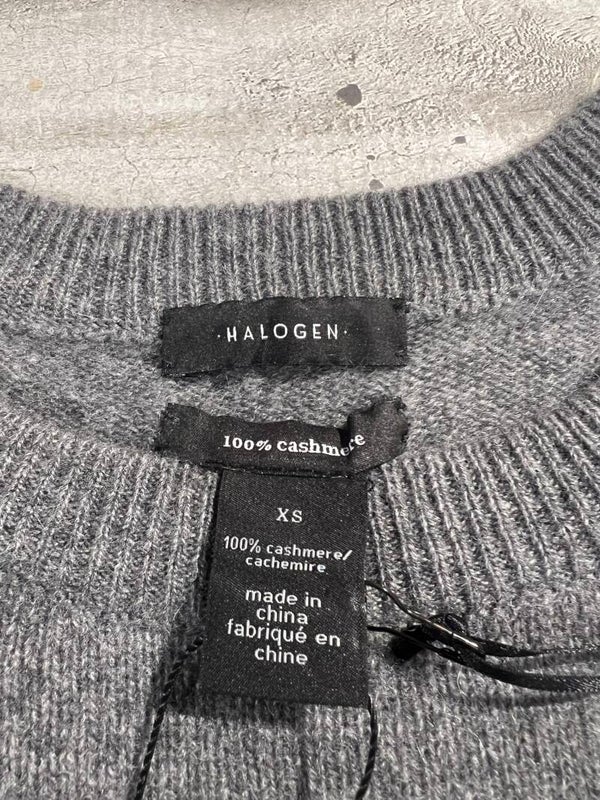 ·HALOGEN·
100% cashmere
XS
100% cashmere/
cachemire
made in
china
fabriqué en
chine